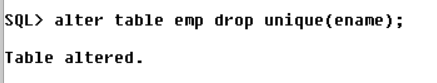 SQL> alter table emp drop unique(ename);
Table altered.